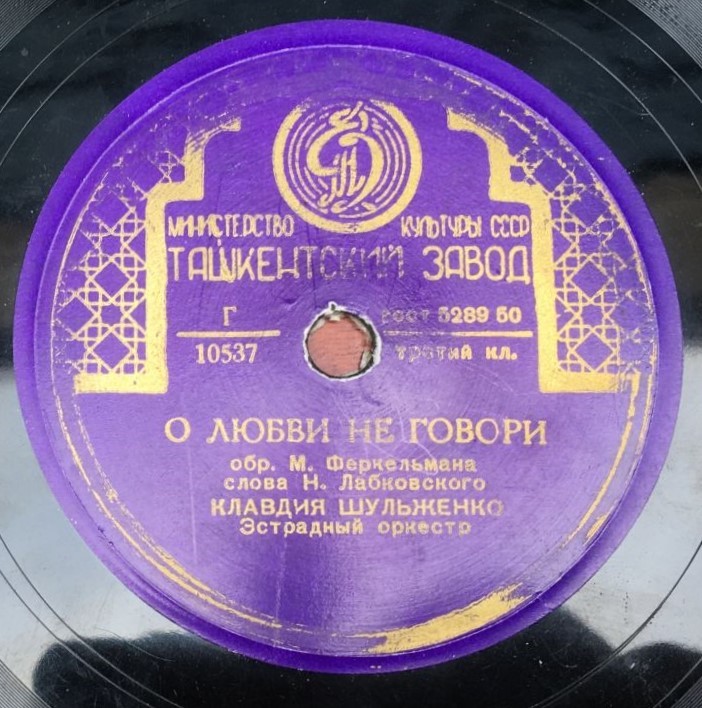 МИНИСТЕРСТВО КУЛЬТУРЫ СССР
ТАШКЕНТСКИЙ ЗАВОД
Г
10537
ГОСТ 5289 50
третий кл.
О ЛЮБВИ НЕ ГОВОРИ
обр. М. Феркельмана
слова Н. Лабковского
КЛАВДИЯ ШУЛЬЖЕНКО
Эстрадный оркестр